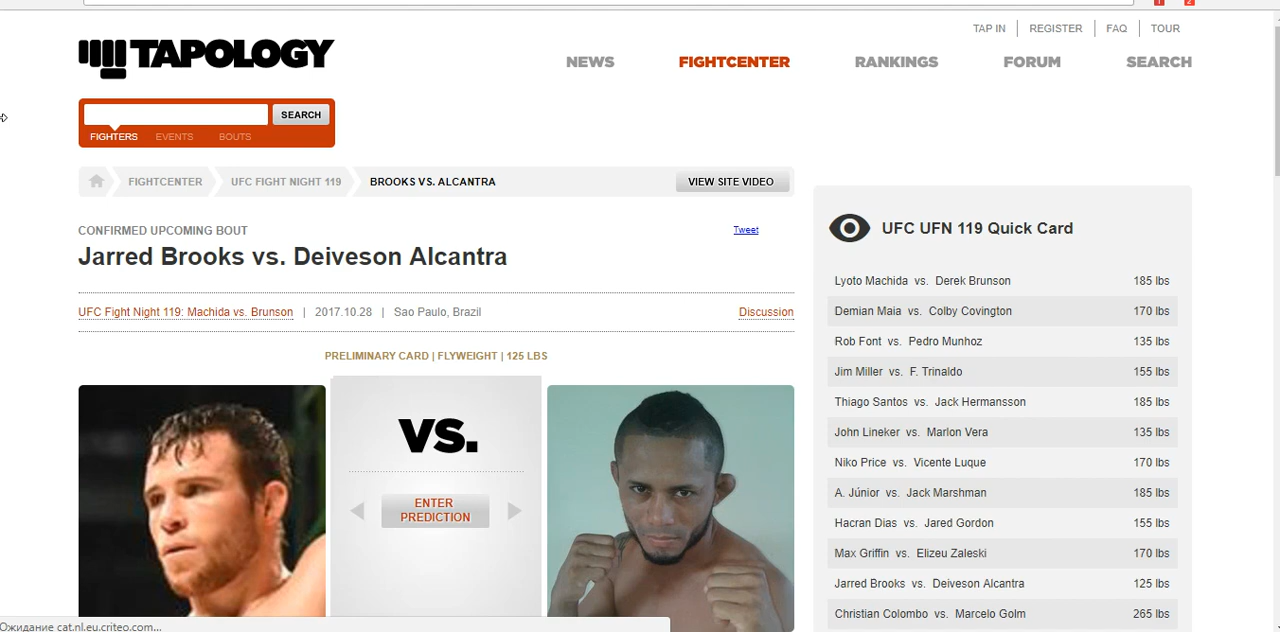 1 2
TAP IN REGISTER FAQ TOUR
TAPOLOGY
NEWS FIGHTCENTER RANKINGS FORUM SEARCH
SEARCH
FIGHTERS EVENTS BOUTS
FIGHTCENTER UFC FIGHT NIGHT 119 BROOKS VS. ALCANTRA VIEW SITE VIDEO
CONFIRMED UPCOMING BOUT
Tweet
Jarred Brooks vs. Deiveson Alcantra
UFC Fight Night 119: Machida vs. Brunson | 2017.10.28 | Sao Paulo, Brazil Discussion
PRELIMINARY CARD | FLYWEIGHT | 125 LBS
VS.
ENTER
PREDICTION
UFC UFN 119 Quick Card
Lyoto Machida vs. Derek Brunson 185 lbs
Demian Maia vs. Colby Covington 170 lbs
Rob Font vs. Pedro Munhoz 135 lbs
Jim Miller vs. F. Trinaldo 155 lbs
Thiago Santos vs. Jack Hermansson 185 lbs
John Lineker vs. Marlon Vera 135 lbs
Niko Price vs. Vicente Luque 170 lbs
A. Júnior vs. Jack Marshman 185 lbs
Hacran Dias vs. Jared Gordon 155 lbs
Max Griffin vs. Elizeu Zaleski 170 lbs
Jarred Brooks vs. Deiveson Alcantra 125 lbs
Christian Colombo vs. Marcelo Golm 265 lbs
Ожидание cat.nl.eu.criteo.com...